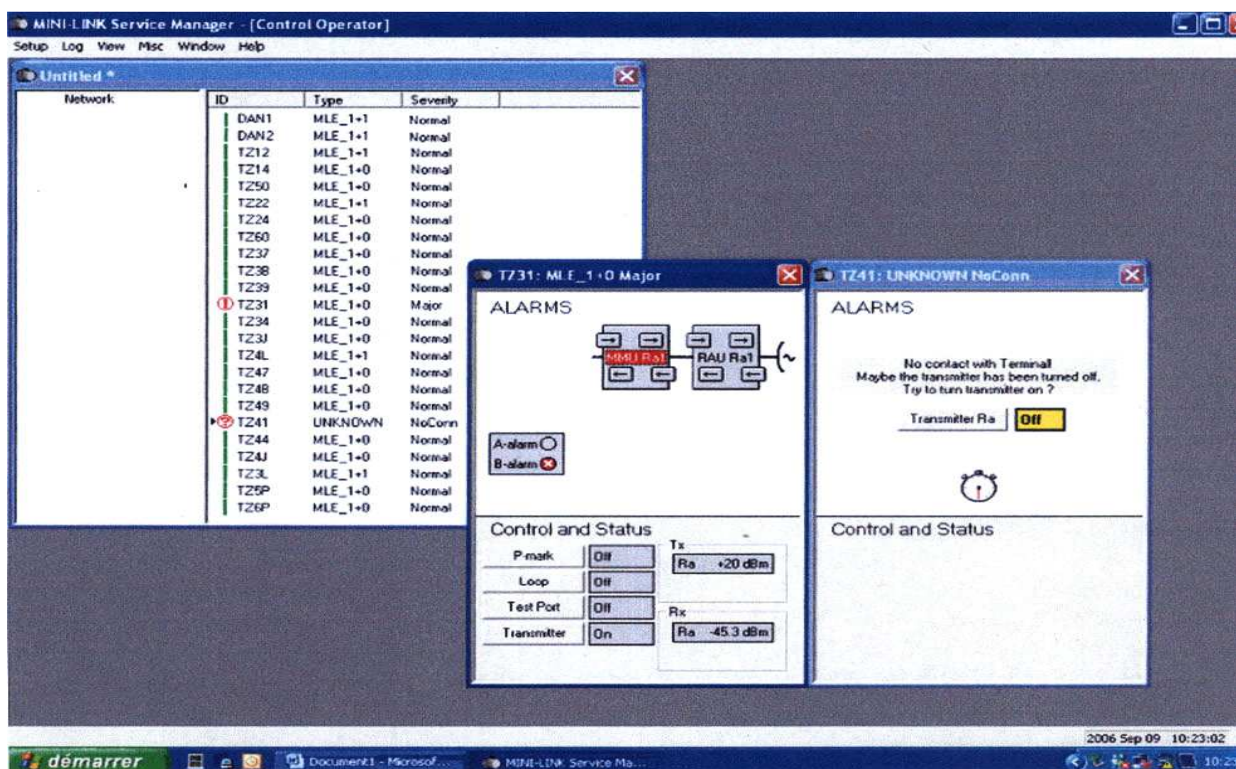 MINI-LINK Service Manager - [Control Operator]
Setup Log View Misc Window Help
Untitled *
Network
ID Type Severity
DAN1 MLE_1+1 Normal
DAN2 MLE_1+1 Normal
TZ12 MLE_1+1 Normal
TZ14 MLE_1+0 Normal
TZ50 MLE_1+0 Normal
TZ22 MLE_1+1 Normal
TZ24 MLE_1+0 Normal
TZ60 MLE_1+0 Normal
TZ37 MLE_1+0 Normal
TZ38 MLE_1+0 Normal
TZ39 MLE_1+0 Normal
TZ31 MLE_1+0 Major
TZ34 MLE_1+0 Normal
TZ3J MLE_1+0 Normal
TZ4L MLE_1+1 Normal
TZ47 MLE_1+0 Normal
TZ48 MLE_1+0 Normal
TZ49 MLE_1+0 Normal
TZ41 UNKNOWN NoConn
TZ44 MLE_1+0 Normal
TZ4J MLE_1+0 Normal
TZ3L MLE_1+1 Normal
TZ5P MLE_1+0 Normal
TZ6P MLE_1+0 Normal
TZ31: MLE_1+0 Major
ALARMS
MMU Ra1 RAU Ra1
A-alarm
B-alarm
Control and Status
P-mark Off
Loop Off
Test Port Off
Transmitter On
Tx
Ra +20 dBm
Rx
Ra -45.3 dBm
TZ41: UNKNOWN NoConn
ALARMS
No contact with Terminal!
Maybe the transmitter has been turned off.
Try to turn transmitter on ?
Transmitter Ra Off
Control and Status
2006 Sep 09 10:23:02
démarrer Document1 - Microsof... MINI-LINK Service Ma...